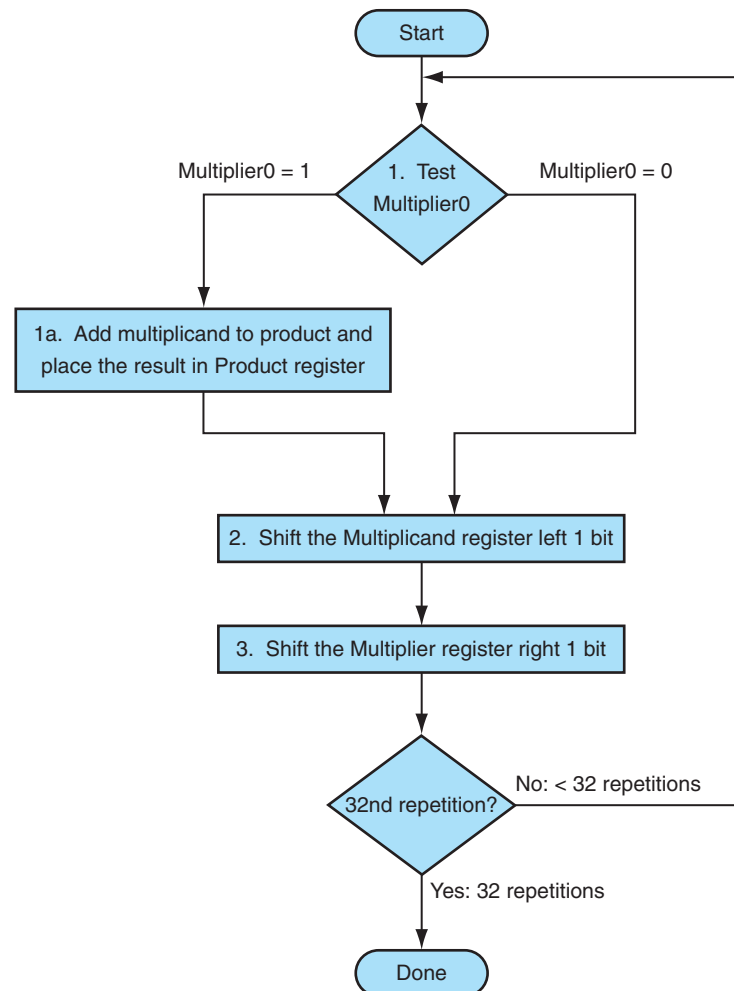 Start
Multiplier0 = 1
1. Test
Multiplier0
Multiplier0 = 0
1a. Add multiplicand to product and
place the result in Product register
2. Shift the Multiplicand register left 1 bit
3. Shift the Multiplier register right 1 bit
32nd repetition?
No: < 32 repetitions
Yes: 32 repetitions
Done